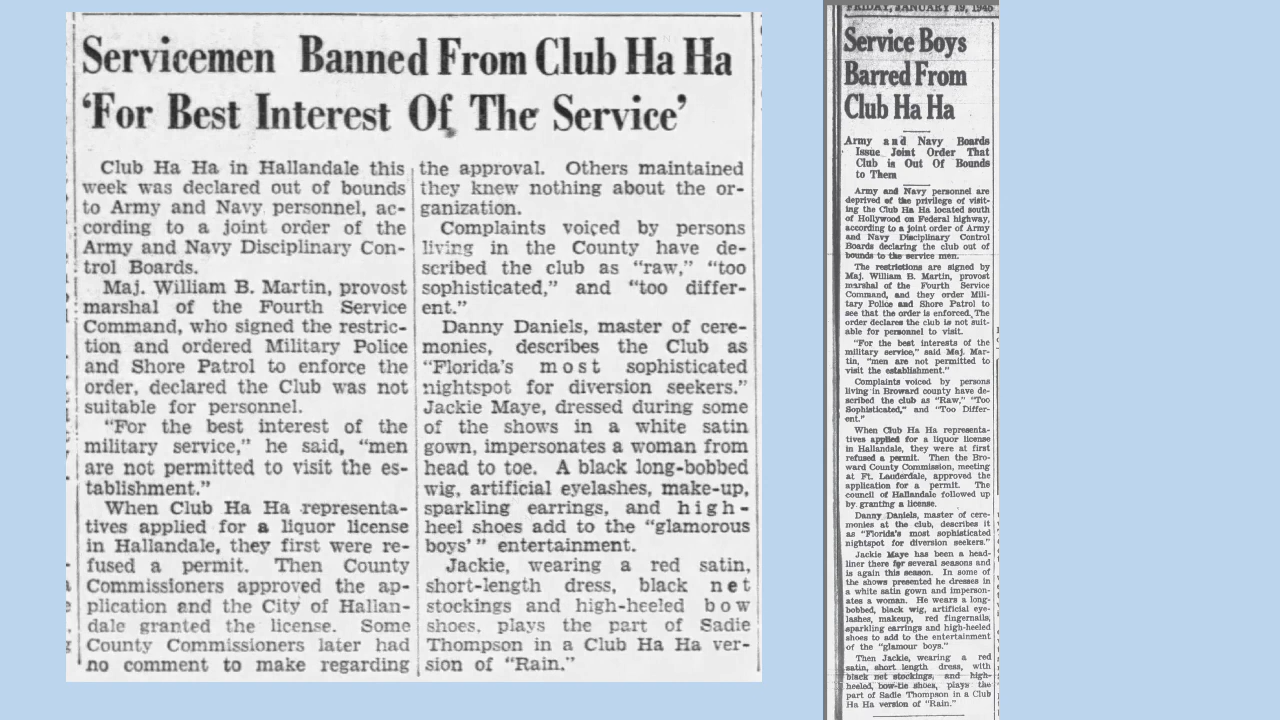 Servicemen Banned From Club Ha Ha
‘For Best Interest Of The Service’
Club Ha Ha in Hallandale this
week was declared out of bounds
to Army and Navy personnel, ac-
cording to a joint order of the
Army and Navy Disciplinary Con-
trol Boards.
Maj. William B. Martin, provost
marshal of the Fourth Service
Command, who signed the restric-
tion and ordered Military Police
and Shore Patrol to enforce the
order, declared the Club was not
suitable for personnel.
"For the best interest of the
military service," he said, "men
are not permitted to visit the es-
tablishment."
When Club Ha Ha representa-
tives applied for a liquor license
in Hallandale, they first were re-
fused a permit. Then County
Commissioners approved the ap-
plication and the City of Hallan-
dale granted the license. Some
County Commissioners later had
no comment to make regarding
the approval. Others maintained
they knew nothing about the or-
ganization.
Complaints voiced by persons
living in the County have de-
scribed the club as "raw," "too
sophisticated," and "too differ-
ent."
Danny Daniels, master of cere-
monies, describes the Club as
"Florida's most sophisticated
nightspot for diversion seekers."
Jackie Maye, dressed during some
of the shows in a white satin
gown, impersonates a woman from
head to toe. A black long-bobbed
wig, artificial eyelashes, make-up,
sparkling earrings, and high-
heel shoes add to the "glamorous
boys'" entertainment.
Jackie, wearing a red satin,
short-length dress, black net
stockings and high-heeled bow
shoes, plays the part of Sadie
Thompson in a Club Ha Ha ver-
sion of "Rain."
FRIDAY, JANUARY 19, 1945
Service Boys
Barred From
Club Ha Ha
Army and Navy Boards
Issue Joint Order That
Club is Out Of Bounds
to Them
Army and Navy personnel are
deprived of the privilege of visit-
ing the Club Ha Ha located south
of Hollywood on Federal highway,
according to a joint order of Army
and Navy Disciplinary Control
Boards declaring the club out of
bounds to the service men.
The restrictions are signed by
Maj. William B. Martin, provost
marshal of the Fourth Service
Command, and they order Mili-
tary Police and Shore Patrol to
see that the order is enforced. The
order declares the club is not suit-
able for personnel to visit.
"For the best interests of the
military service," said Maj. Mar-
tin, "men are not permitted to
visit the establishment."
Complaints voiced by persons
living in Broward county have de-
scribed the club as "Raw," "Too
Sophisticated," and "Too Differ-
ent."
When Club Ha Ha representa-
tives applied for a liquor license
in Hallandale, they were at first
refused a permit. Then the Bro-
ward County Commission, meeting
at Ft. Lauderdale, approved the
application for a permit. The
council of Hallandale followed up
by granting a license.
Danny Daniels, master of cere-
monies at the club, describes it
as "Florida's most sophisticated
nightspot for diversion seekers."
Jackie Maye has been a head-
liner there for several seasons and
is again this season. In some of
the shows presented he dresses in
a white satin gown and imperson-
ates a woman. He wears a long-
bobbed, black wig, artificial eye-
lashes, makeup, red fingernails,
sparkling earrings and high-heeled
shoes to add to the entertainment
of the "glamour boys."
Then Jackie, wearing a red
satin, short length dress, with
black net stockings, and high-
heeled, bow-tie shoes, plays the
part of Sadie Thompson in a Club
Ha Ha version of "Rain."